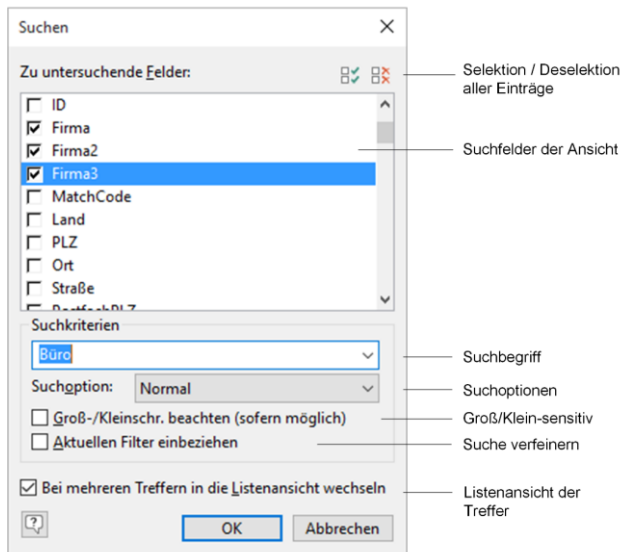 Suchen
Zu untersuchende Felder:
Selektion / Deselektion
aller Einträge
ID
Firma
Firma2
Suchfelder der Ansicht
Firma3
MatchCode
Land
PLZ
Ort
Straße
PostfachPLZ
Suchkriterien
Büro
Suchbegriff
Suchoption:
Normal
Suchoptionen
Groß-/Kleinschr. beachten (sofern möglich)
Groß/Klein-sensitiv
Aktuellen Filter einbeziehen
Suche verfeinern
Bei mehreren Treffern in die Listenansicht wechseln
Listenansicht der
Treffer
?
OK
Abbrechen